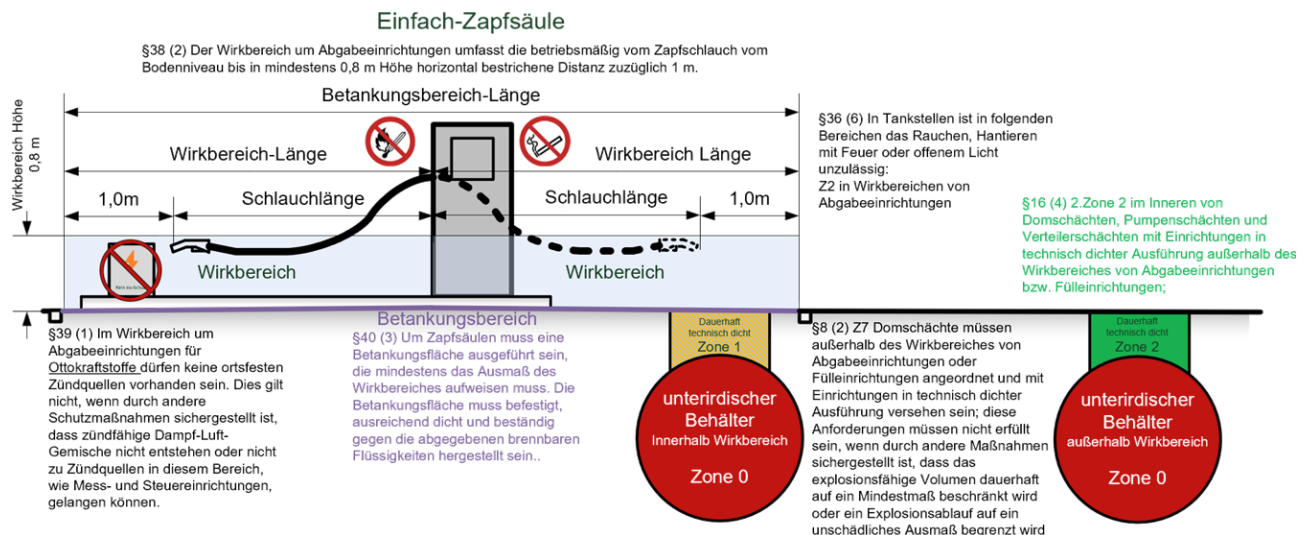 Einfach-Zapfsäule
§38 (2) Der Wirkbereich um Abgabeeinrichtungen umfasst die betriebsmäßig vom Zapfschlauch vom
Bodenniveau bis in mindestens 0,8 m Höhe horizontal bestrichene Distanz zuzüglich 1 m.
Betankungsbereich-Länge
Wirkbereich Höhe
0,8 m
Wirkbereich-Länge
Wirkbereich Länge
1,0m
Schlauchlänge
Schlauchlänge
1,0m
Wirkbereich
Wirkbereich
§36 (6) In Tankstellen ist in folgenden
Bereichen das Rauchen, Hantieren
mit Feuer oder offenem Licht
unzulässig:
Z2 in Wirkbereichen von
Abgabeeinrichtungen
§16 (4) 2.Zone 2 im Inneren von
Domschächten, Pumpenschächten und
Verteilerschächten mit Einrichtungen in
technisch dichter Ausführung außerhalb des
Wirkbereiches von Abgabeeinrichtungen
bzw. Fülleinrichtungen;
§39 (1) Im Wirkbereich um
Abgabeeinrichtungen für
Ottokraftstoffe dürfen keine ortsfesten
Zündquellen vorhanden sein. Dies gilt
nicht, wenn durch andere
Schutzmaßnahmen sichergestellt ist,
dass zündfähige Dampf-Luft-
Gemische nicht entstehen oder nicht
zu Zündquellen in diesem Bereich,
wie Mess- und Steuereinrichtungen,
gelangen können.
Betankungsbereich
§40 (3) Um Zapfsäulen muss eine
Betankungsfläche ausgeführt sein,
die mindestens das Ausmaß des
Wirkbereiches aufweisen muss. Die
Betankungsfläche muss befestigt,
ausreichend dicht und beständig
gegen die abgegebenen brennbaren
Flüssigkeiten hergestellt sein..
Dauerhaft
technisch dicht
Zone 1
unterirdischer
Behälter
Innerhalb Wirkbereich
Zone 0
§8 (2) Z7 Domschächte müssen
außerhalb des Wirkbereiches von
Abgabeeinrichtungen oder
Fülleinrichtungen angeordnet und mit
Einrichtungen in technisch dichter
Ausführung versehen sein; diese
Anforderungen müssen nicht erfüllt
sein, wenn durch andere Maßnahmen
sichergestellt ist, dass das
explosionsfähige Volumen dauerhaft
auf ein Mindestmaß beschränkt wird
oder ein Explosionsablauf auf ein
unschädliches Ausmaß begrenzt wird
Dauerhaft
technisch dicht
Zone 2
unterirdischer
Behälter
außerhalb Wirkbereich
Zone 0